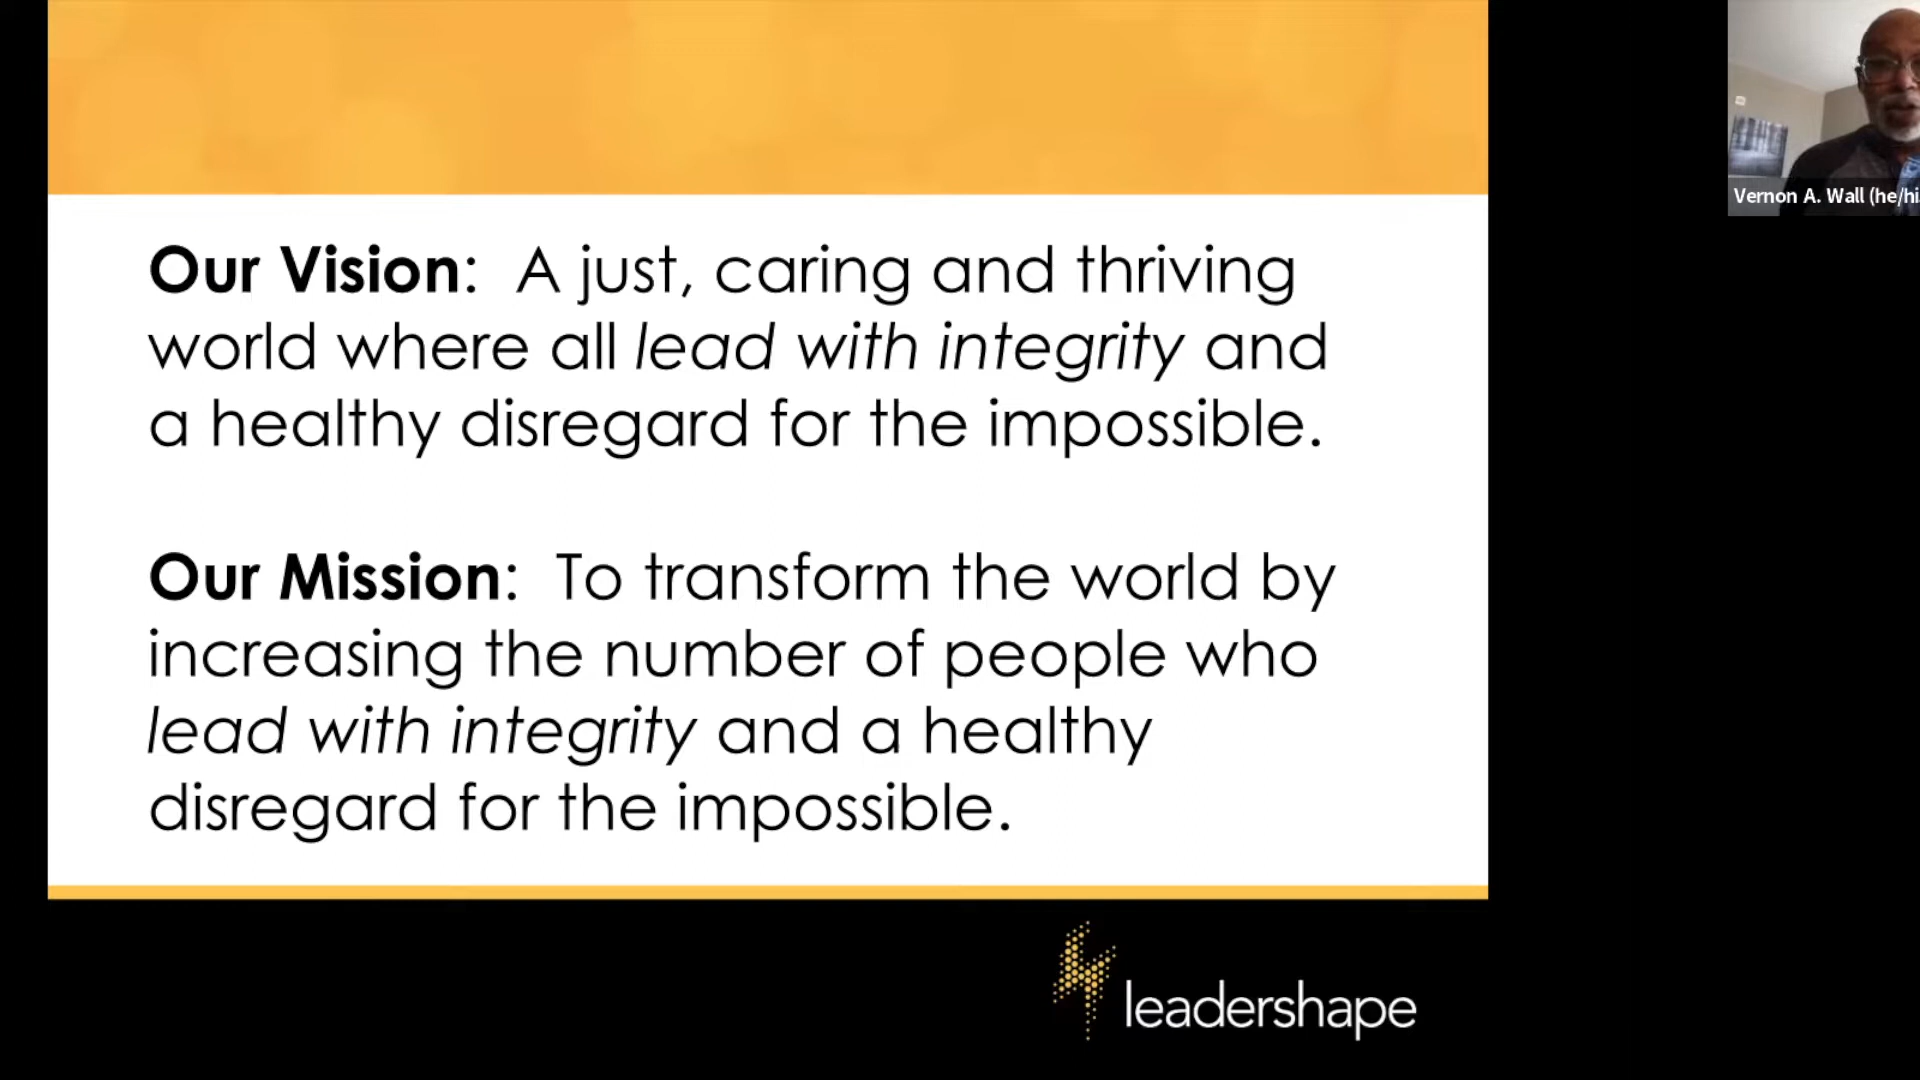 Our Vision:  A just, caring and thriving
world where all lead with integrity and
a healthy disregard for the impossible.
Our Mission:  To transform the world by
increasing the number of people who
lead with integrity and a healthy
disregard for the impossible.
leadershape
Vernon A. Wall (he/hi